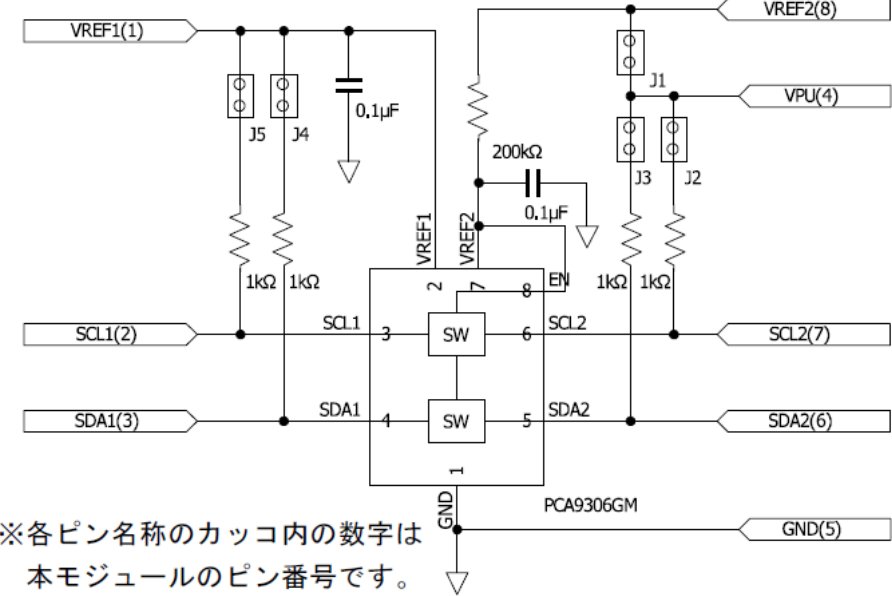 VREF1(1)
VREF2(8)
J1
VPU(4)
J5
J4
0.1μF
200kΩ
J3
J2
0.1μF
VREF1
VREF2
EN
1kΩ
1kΩ
1kΩ
1kΩ
2
7
8
SCL1(2)
SCL1
3
SW
6
SCL2
SCL2(7)
SDA1(3)
SDA1
4
SW
5
SDA2
SDA2(6)
1
GND
PCA9306GM
GND(5)
※各ピン名称のカッコ内の数字は
本モジュールのピン番号です。